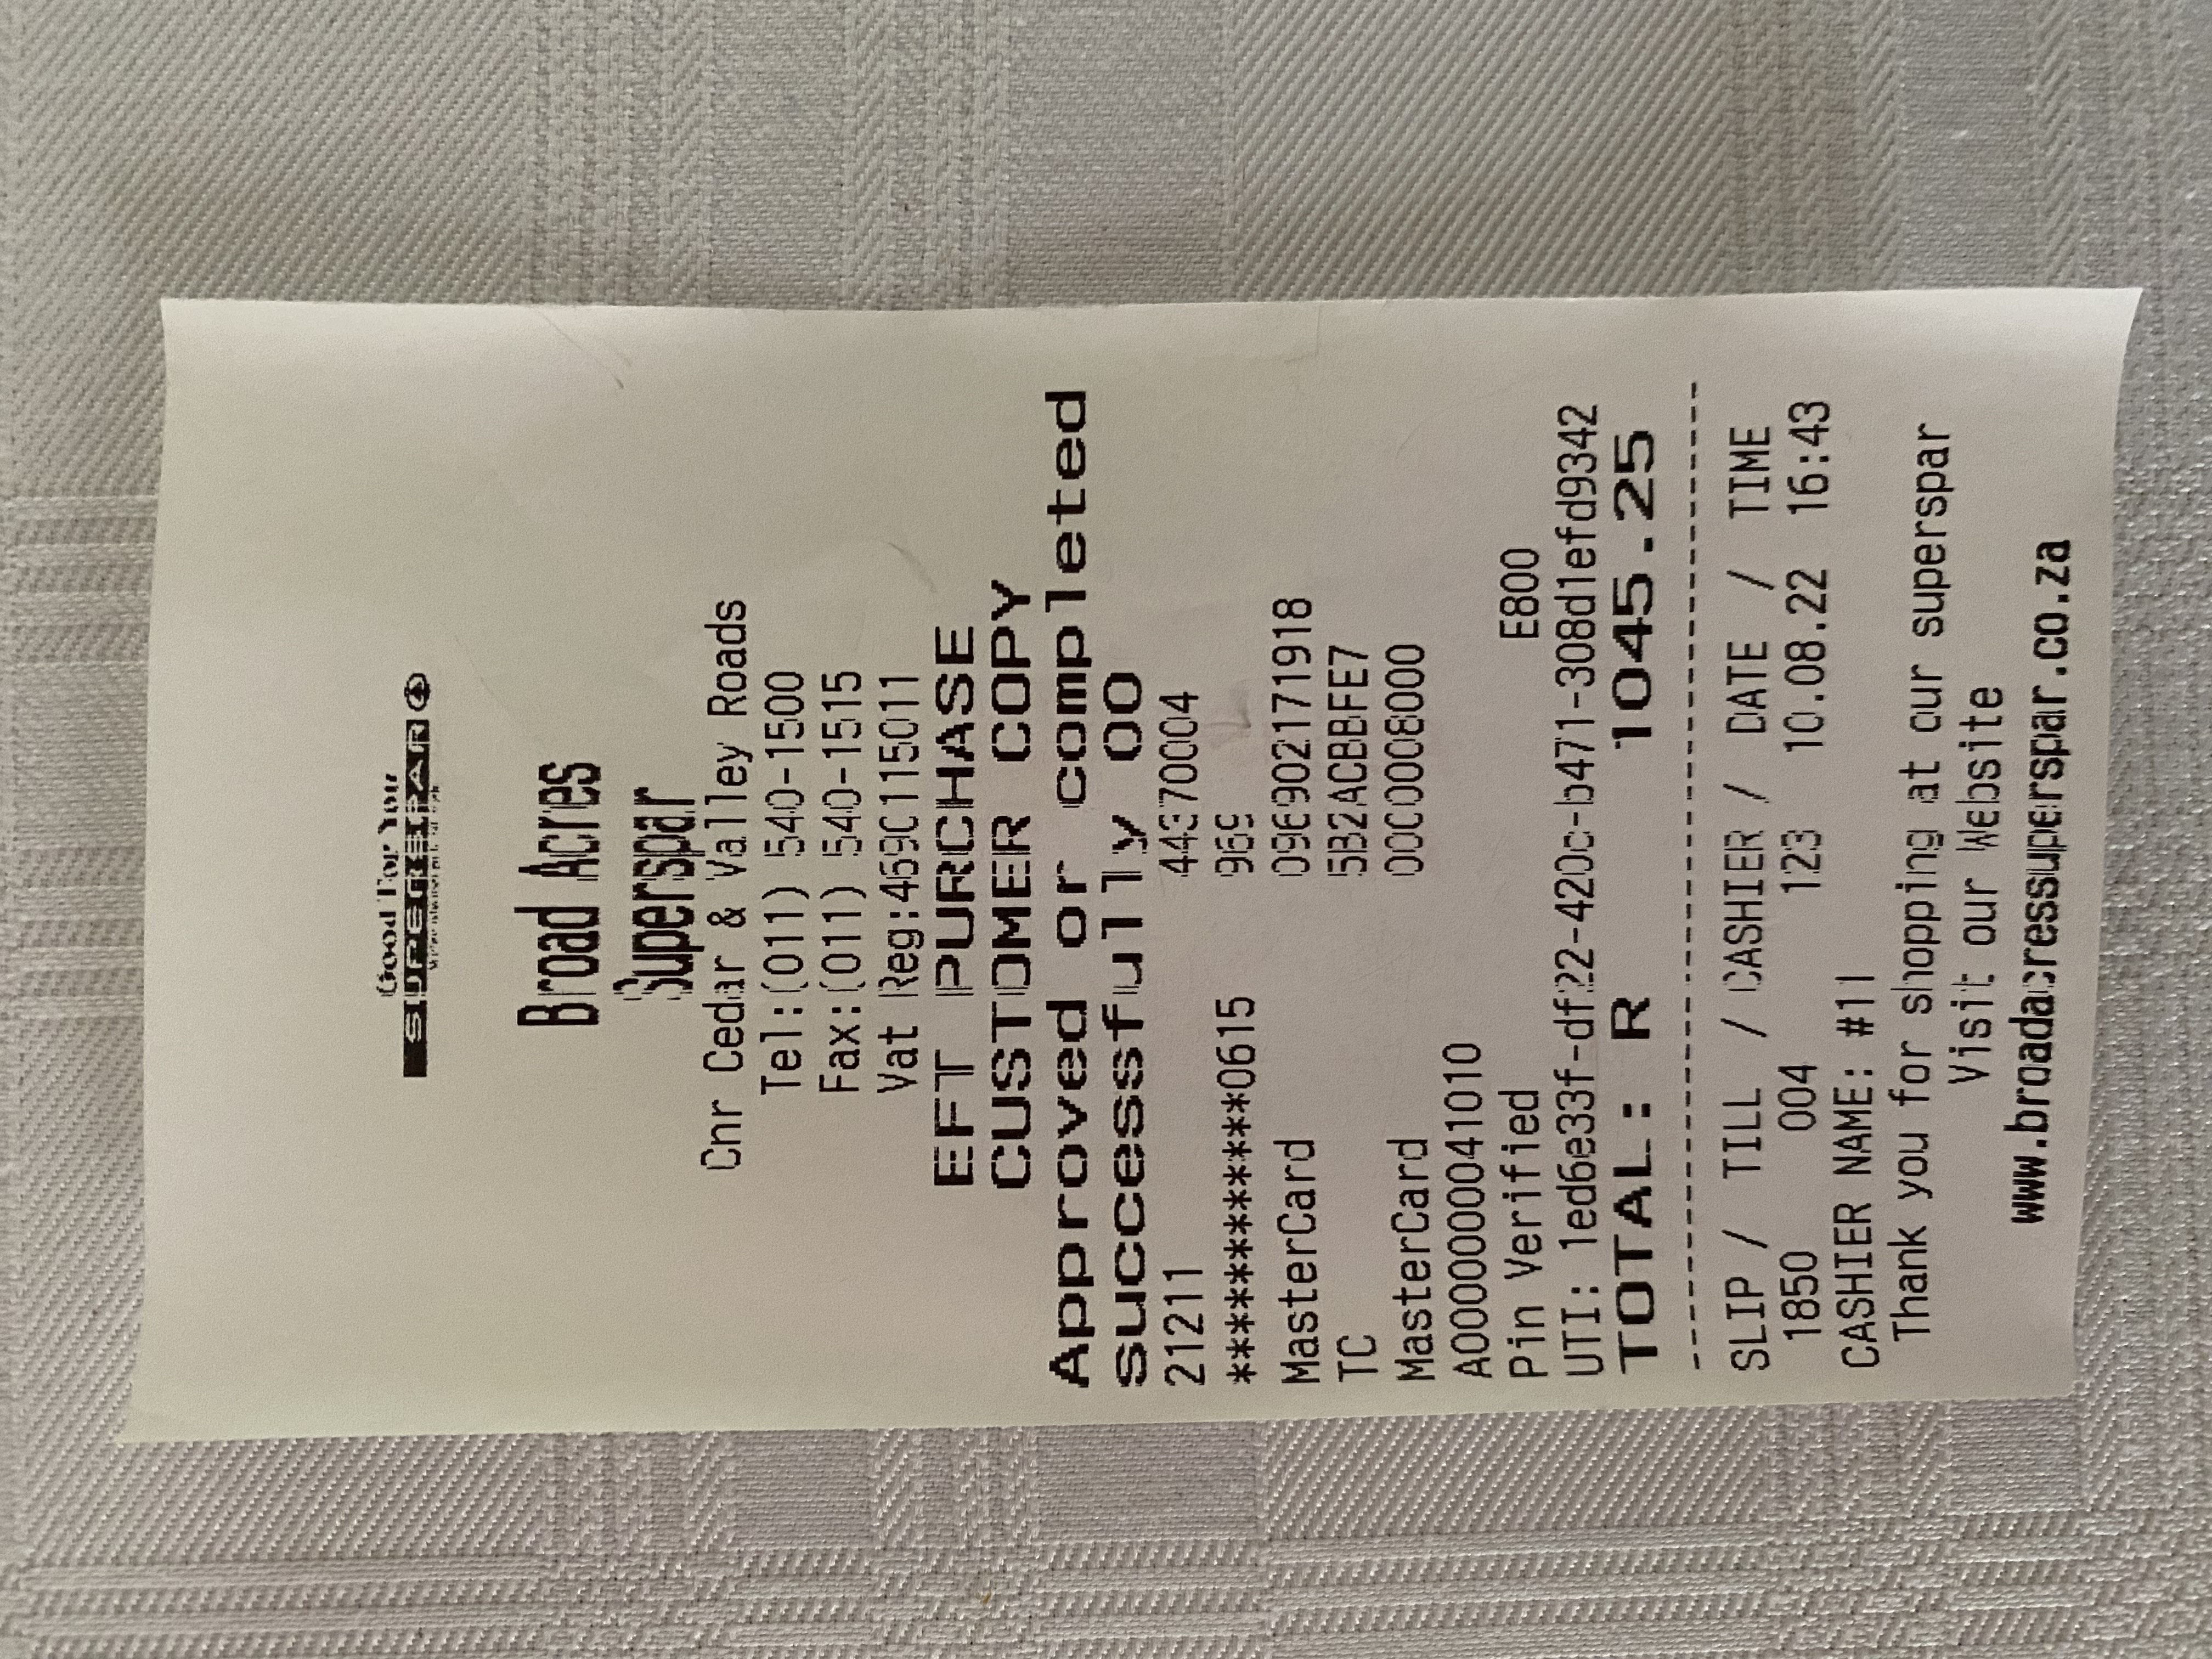 Good For You
SUPERSPAR
Broad Acres
Superspar
Cnr Cedar & Valley Roads
Tel:(011) 540-1500
Fax:(011) 540-1515
Vat Reg:4690115011
EFT PURCHASE
CUSTOMER COPY
Approved or completed
successfully 00
21211 44370004
************0615 969
MasterCard 096902171918
TC 5B2ACBBFE7
MasterCard 0000008000
A0000000041010
Pin Verified E800
UTI: 1ed6e33f-df22-420c-b471-308d1efd9342
TOTAL: R 1045.25
----------------------------------------
SLIP / TILL / CASHIER / DATE / TIME
1850 004 123 10.08.22 16:43
CASHIER NAME: #11
Thank you for shopping at our superspar
Visit our Website
www.broadacressuperspar.co.za